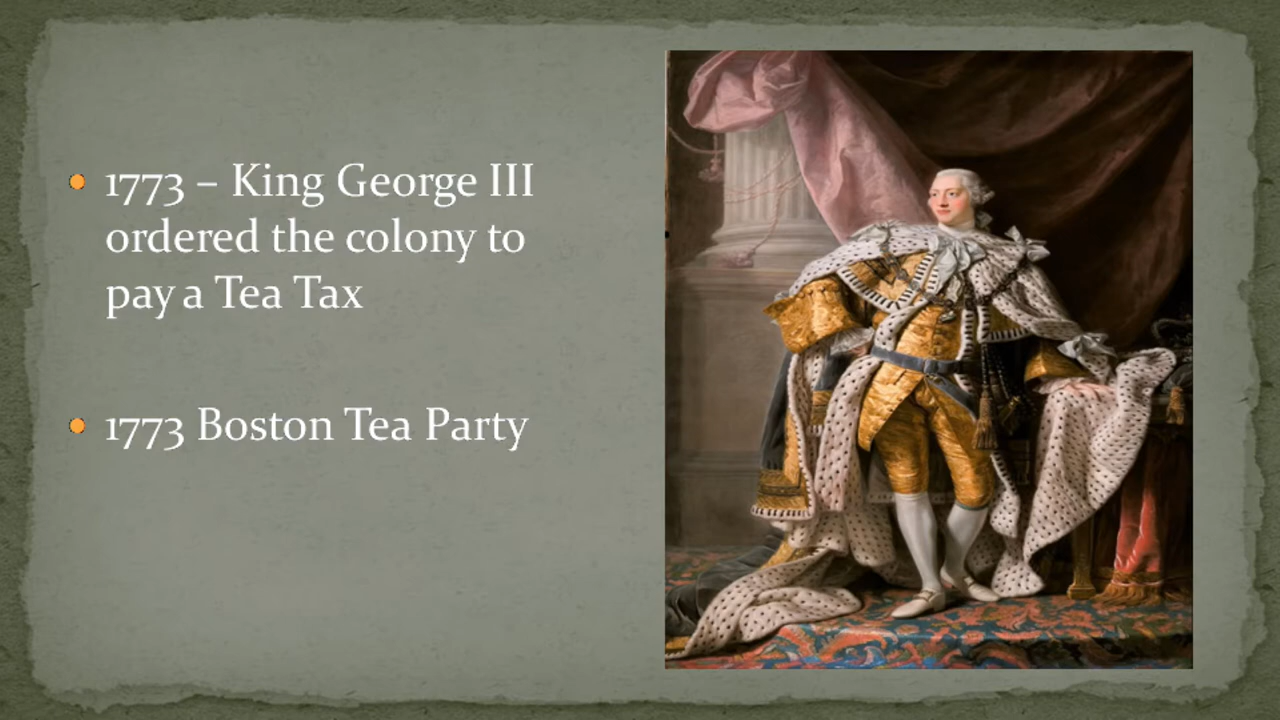 1773 – King George III
ordered the colony to
pay a Tea Tax
1773 Boston Tea Party